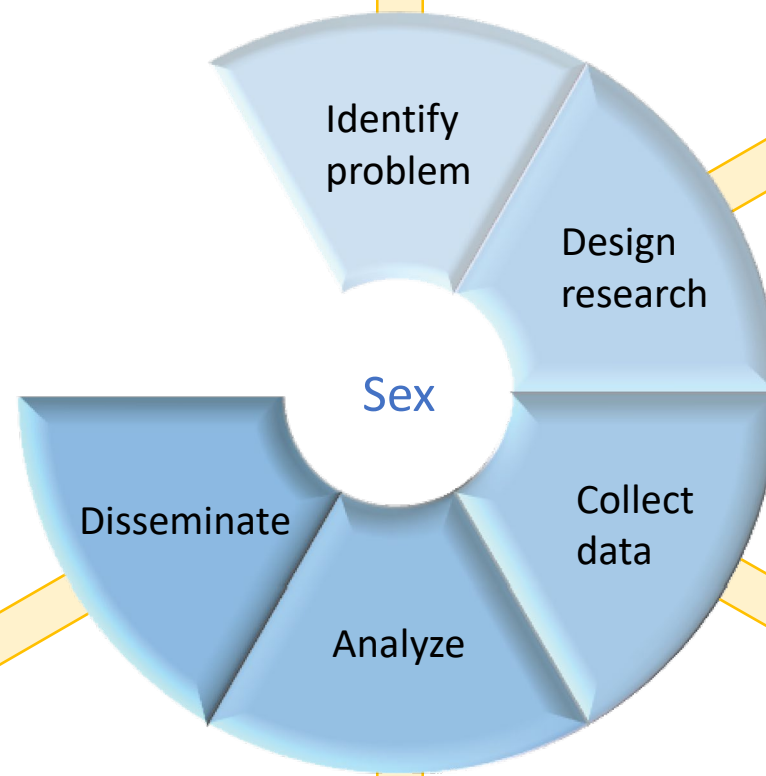 Identify
problem
Design
research
Sex
Collect
data
Disseminate
Analyze